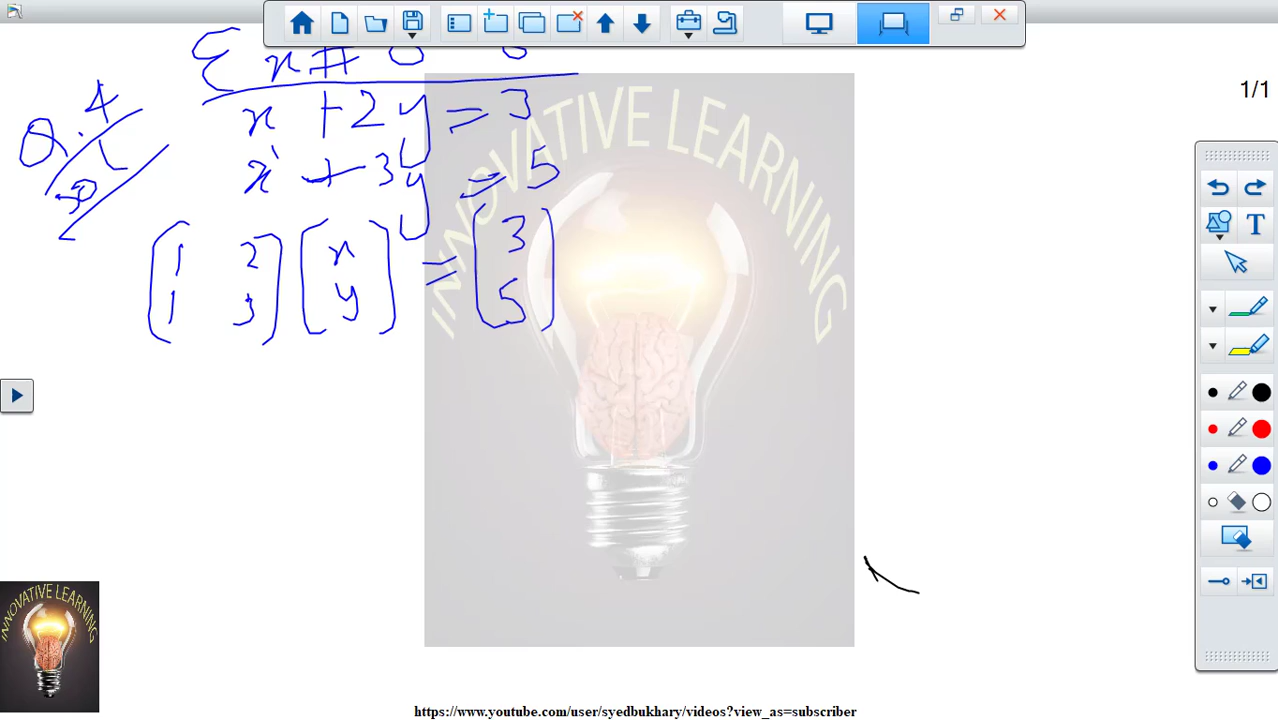 1/1
Q.4
x + 2y = 3
x + 3y = 5
(1 2
1 3) [x
y] = [3
5]
INNOVATIVE LEARNING
T
INNOVATIVE LEARNING
https://www.youtube.com/user/syedbukhary/videos?view_as=subscriber